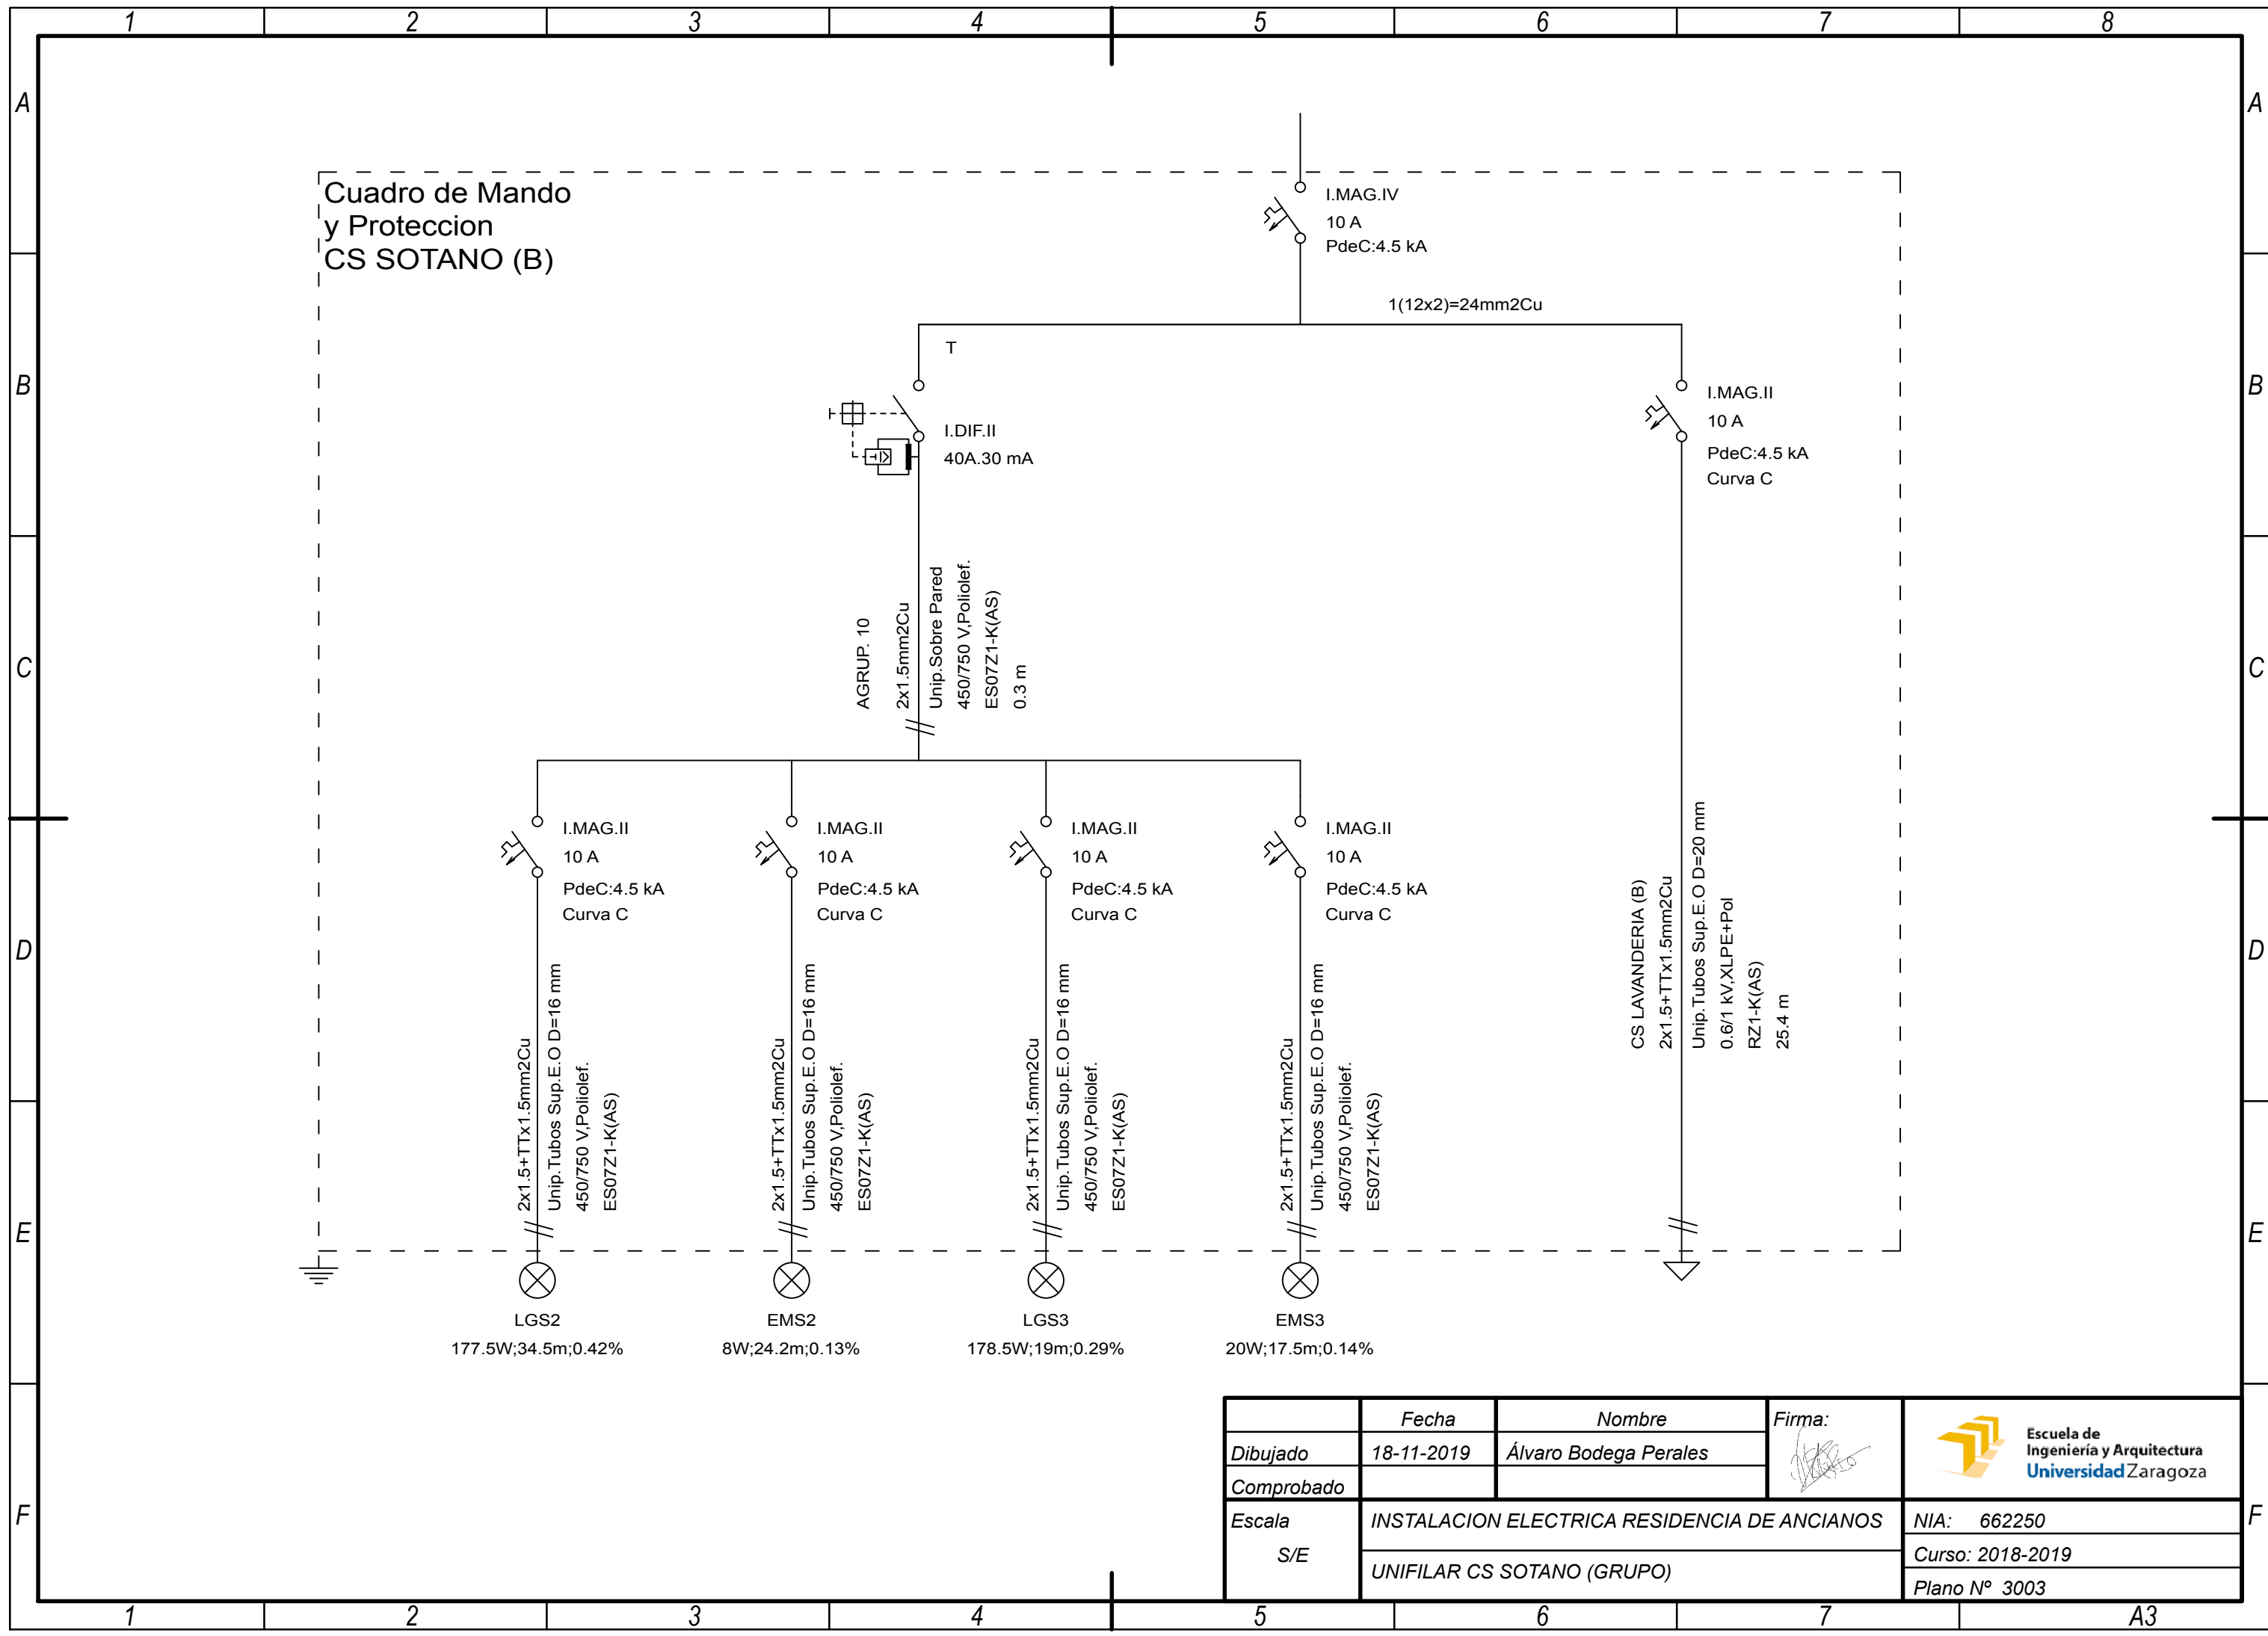 1 2 3 4 5 6 7 8
A A
Cuadro de Mando
y Proteccion
CS SOTANO (B)
I.MAG.IV
10 A
PdeC:4.5 kA
1(12x2)=24mm2Cu
T
B B
I.DIF.II
40A.30 mA
I.MAG.II
10 A
PdeC:4.5 kA
Curva C
C C
AGRUP. 10
2x1.5mm2Cu
Unip.Sobre Pared
450/750 V,Poliolef.
ES07Z1-K(AS)
0.3 m
I.MAG.II
10 A
PdeC:4.5 kA
Curva C
I.MAG.II
10 A
PdeC:4.5 kA
Curva C
I.MAG.II
10 A
PdeC:4.5 kA
Curva C
I.MAG.II
10 A
PdeC:4.5 kA
Curva C
D D
2x1.5+TTx1.5mm2Cu
Unip.Tubos Sup.E.O D=16 mm
450/750 V,Poliolef.
ES07Z1-K(AS)
2x1.5+TTx1.5mm2Cu
Unip.Tubos Sup.E.O D=16 mm
450/750 V,Poliolef.
ES07Z1-K(AS)
2x1.5+TTx1.5mm2Cu
Unip.Tubos Sup.E.O D=16 mm
450/750 V,Poliolef.
ES07Z1-K(AS)
2x1.5+TTx1.5mm2Cu
Unip.Tubos Sup.E.O D=16 mm
450/750 V,Poliolef.
ES07Z1-K(AS)
CS LAVANDERIA (B)
2x1.5+TTx1.5mm2Cu
Unip.Tubos Sup.E.O D=20 mm
0.6/1 kV,XLPE+Pol
RZ1-K(AS)
25.4 m
E E
LGS2
177.5W;34.5m;0.42%
EMS2
8W;24.2m;0.13%
LGS3
178.5W;19m;0.29%
EMS3
20W;17.5m;0.14%
F F
Fecha Nombre Firma:
Dibujado 18-11-2019 Álvaro Bodega Perales
Comprobado
Escuela de
Ingeniería y Arquitectura
Universidad Zaragoza
Escala
S/E
INSTALACION ELECTRICA RESIDENCIA DE ANCIANOS
UNIFILAR CS SOTANO (GRUPO)
NIA: 662250
Curso: 2018-2019
Plano Nº 3003
1 2 3 4 5 6 7 A3